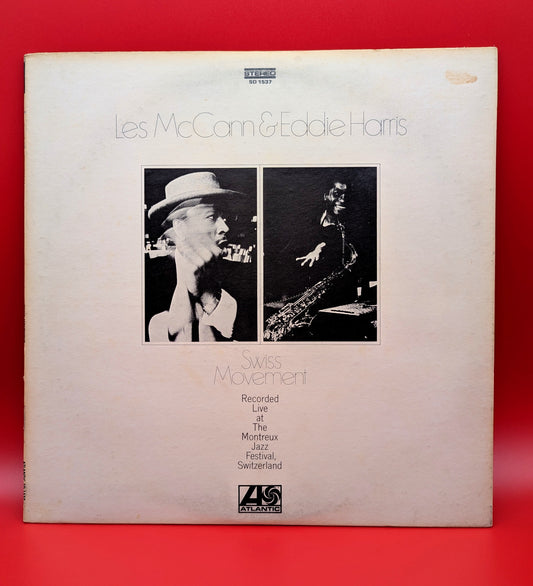 STEREO
SD 1537
Les McCann & Eddie Harris
Swiss
Movement
Recorded
Live
at
The
Montreux
Jazz
Festival,
Switzerland
ATLANTIC